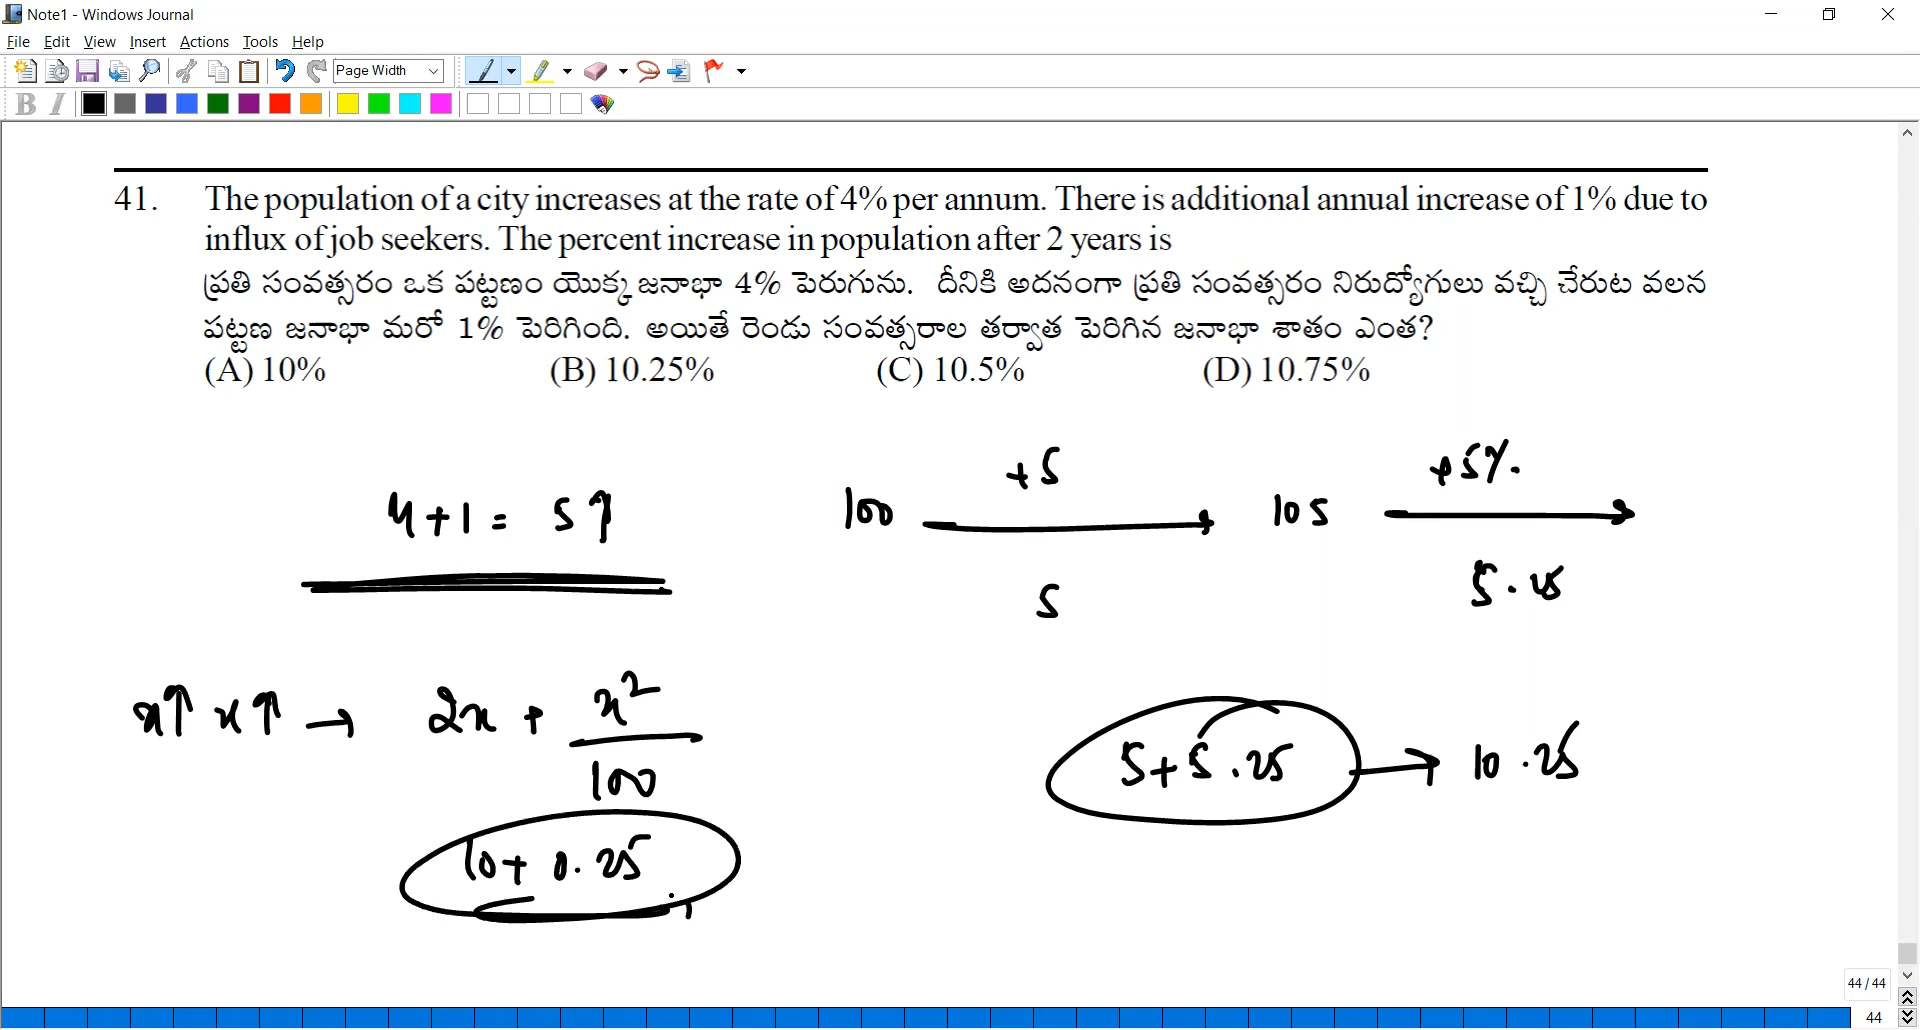 Note1 - Windows Journal
File Edit View Insert Actions Tools Help
Page Width
B I
41. The population of a city increases at the rate of 4% per annum. There is additional annual increase of 1% due to
influx of job seekers. The percent increase in population after 2 years is
ప్రతి సంవత్సరం ఒక పట్టణం యొక్క జనాభా 4% పెరుగును. దీనికి అదనంగా ప్రతి సంవత్సరం నిరుద్యోగులు వచ్చి చేరుట వలన
పట్టణ జనాభా మరో 1% పెరిగింది. అయితే రెండు సంవత్సరాల తర్వాత పెరిగిన జనాభా శాతం ఎంత?
(A) 10% (B) 10.25% (C) 10.5% (D) 10.75%
+5 +5%
4+1 = 5↑ 100 → 105 →
5 5.25
x↑ x↑ → 2x + x²/100
5+5.25 → 10.25
10+0.25
44 / 44
44